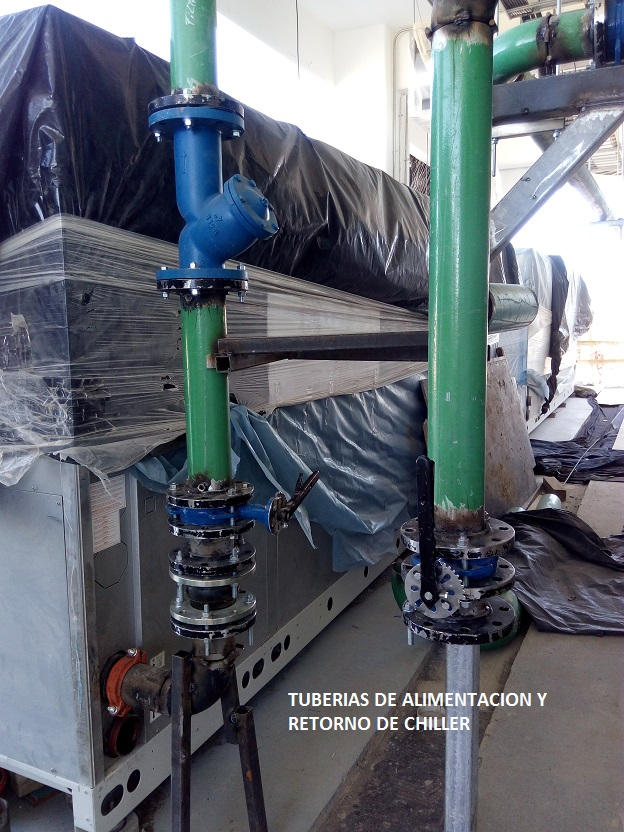 TUBERIAS DE ALIMENTACION Y
RETORNO DE CHILLER